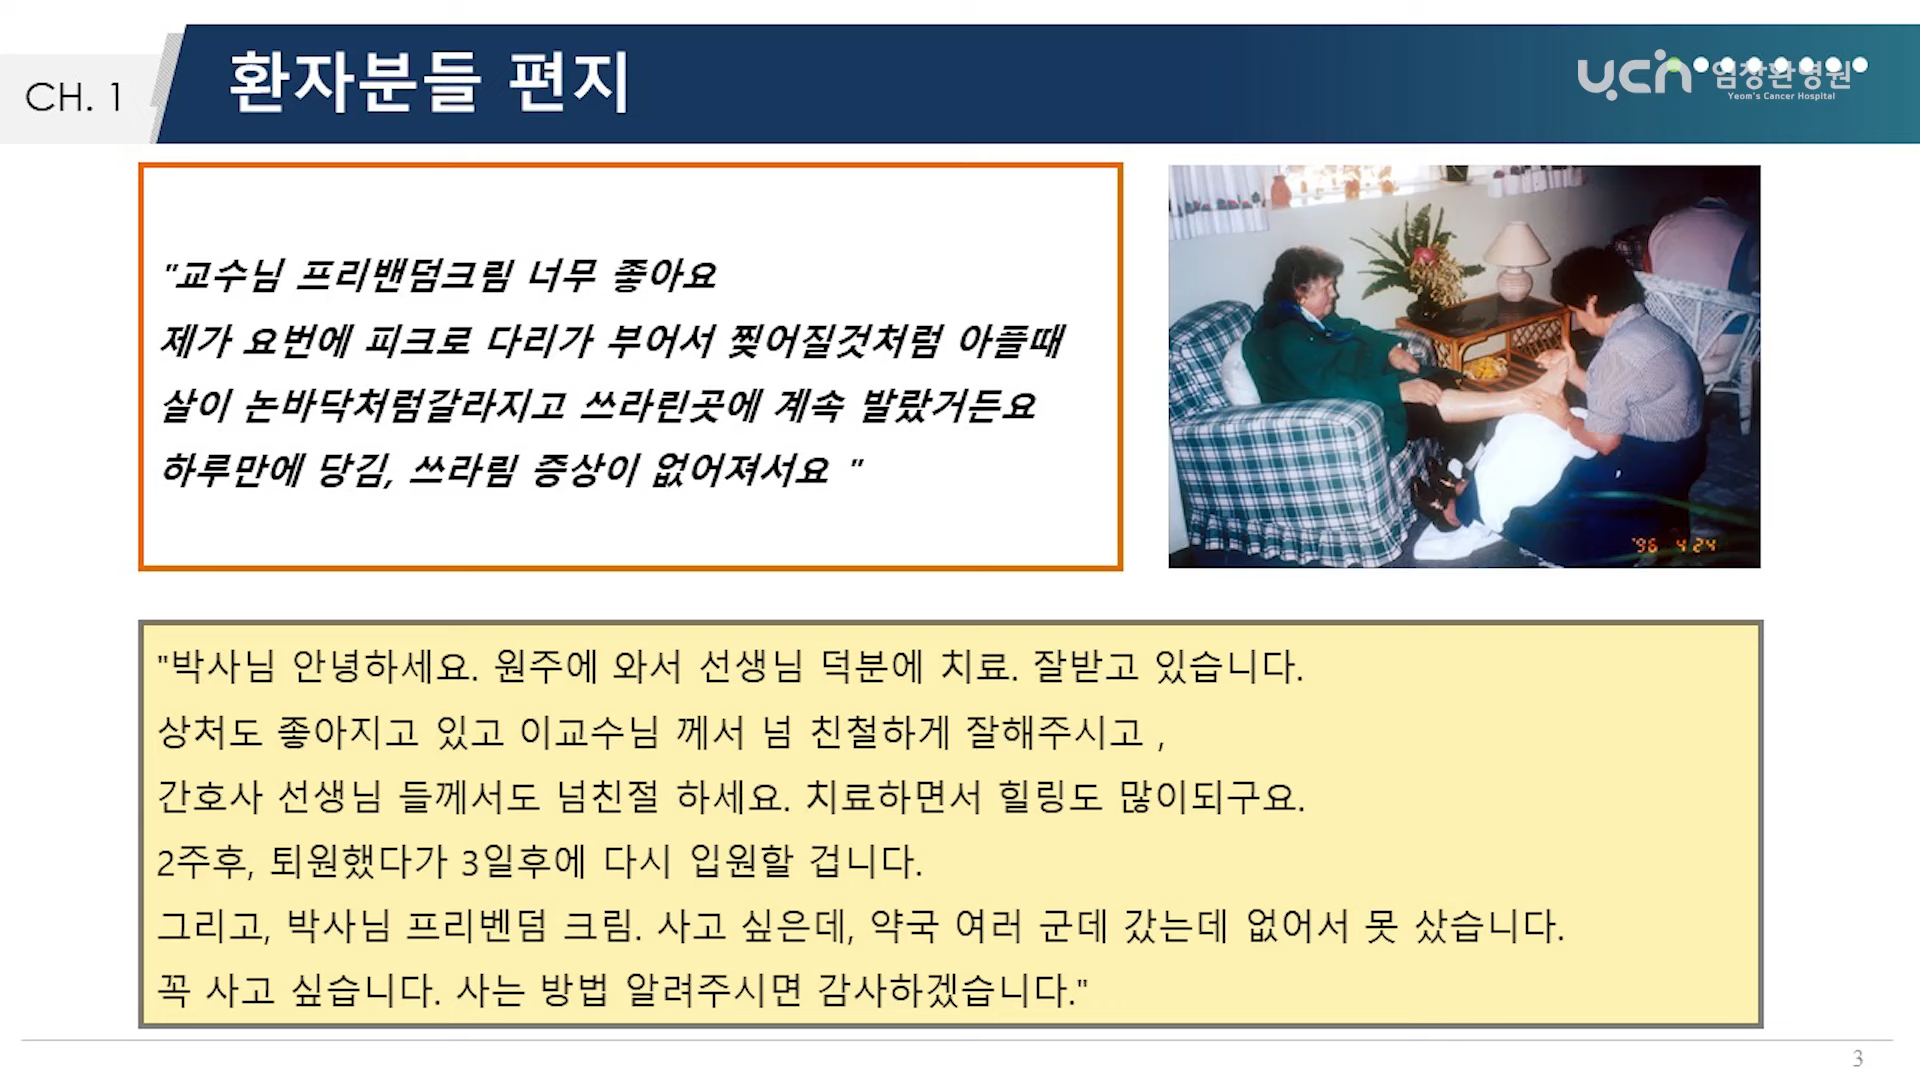 CH. 1
환자분들 편지
ucin 염창환병원
Yeom's Cancer Hospital
"교수님 프리밴덤크림 너무 좋아요
제가 요번에 피크로 다리가 부어서 찢어질것처럼 아플때
살이 논바닥처럼갈라지고 쓰라린곳에 계속 발랐거든요
하루만에 당김, 쓰라림 증상이 없어져서요 "
'96 4 24
"박사님 안녕하세요. 원주에 와서 선생님 덕분에 치료. 잘받고 있습니다.
상처도 좋아지고 있고 이교수님 께서 넘 친철하게 잘해주시고 ,
간호사 선생님 들께서도 넘친절 하세요. 치료하면서 힐링도 많이되구요.
2주후, 퇴원했다가 3일후에 다시 입원할 겁니다.
그리고, 박사님 프리벤덤 크림. 사고 싶은데, 약국 여러 군데 갔는데 없어서 못 샀습니다.
꼭 사고 싶습니다. 사는 방법 알려주시면 감사하겠습니다."
3